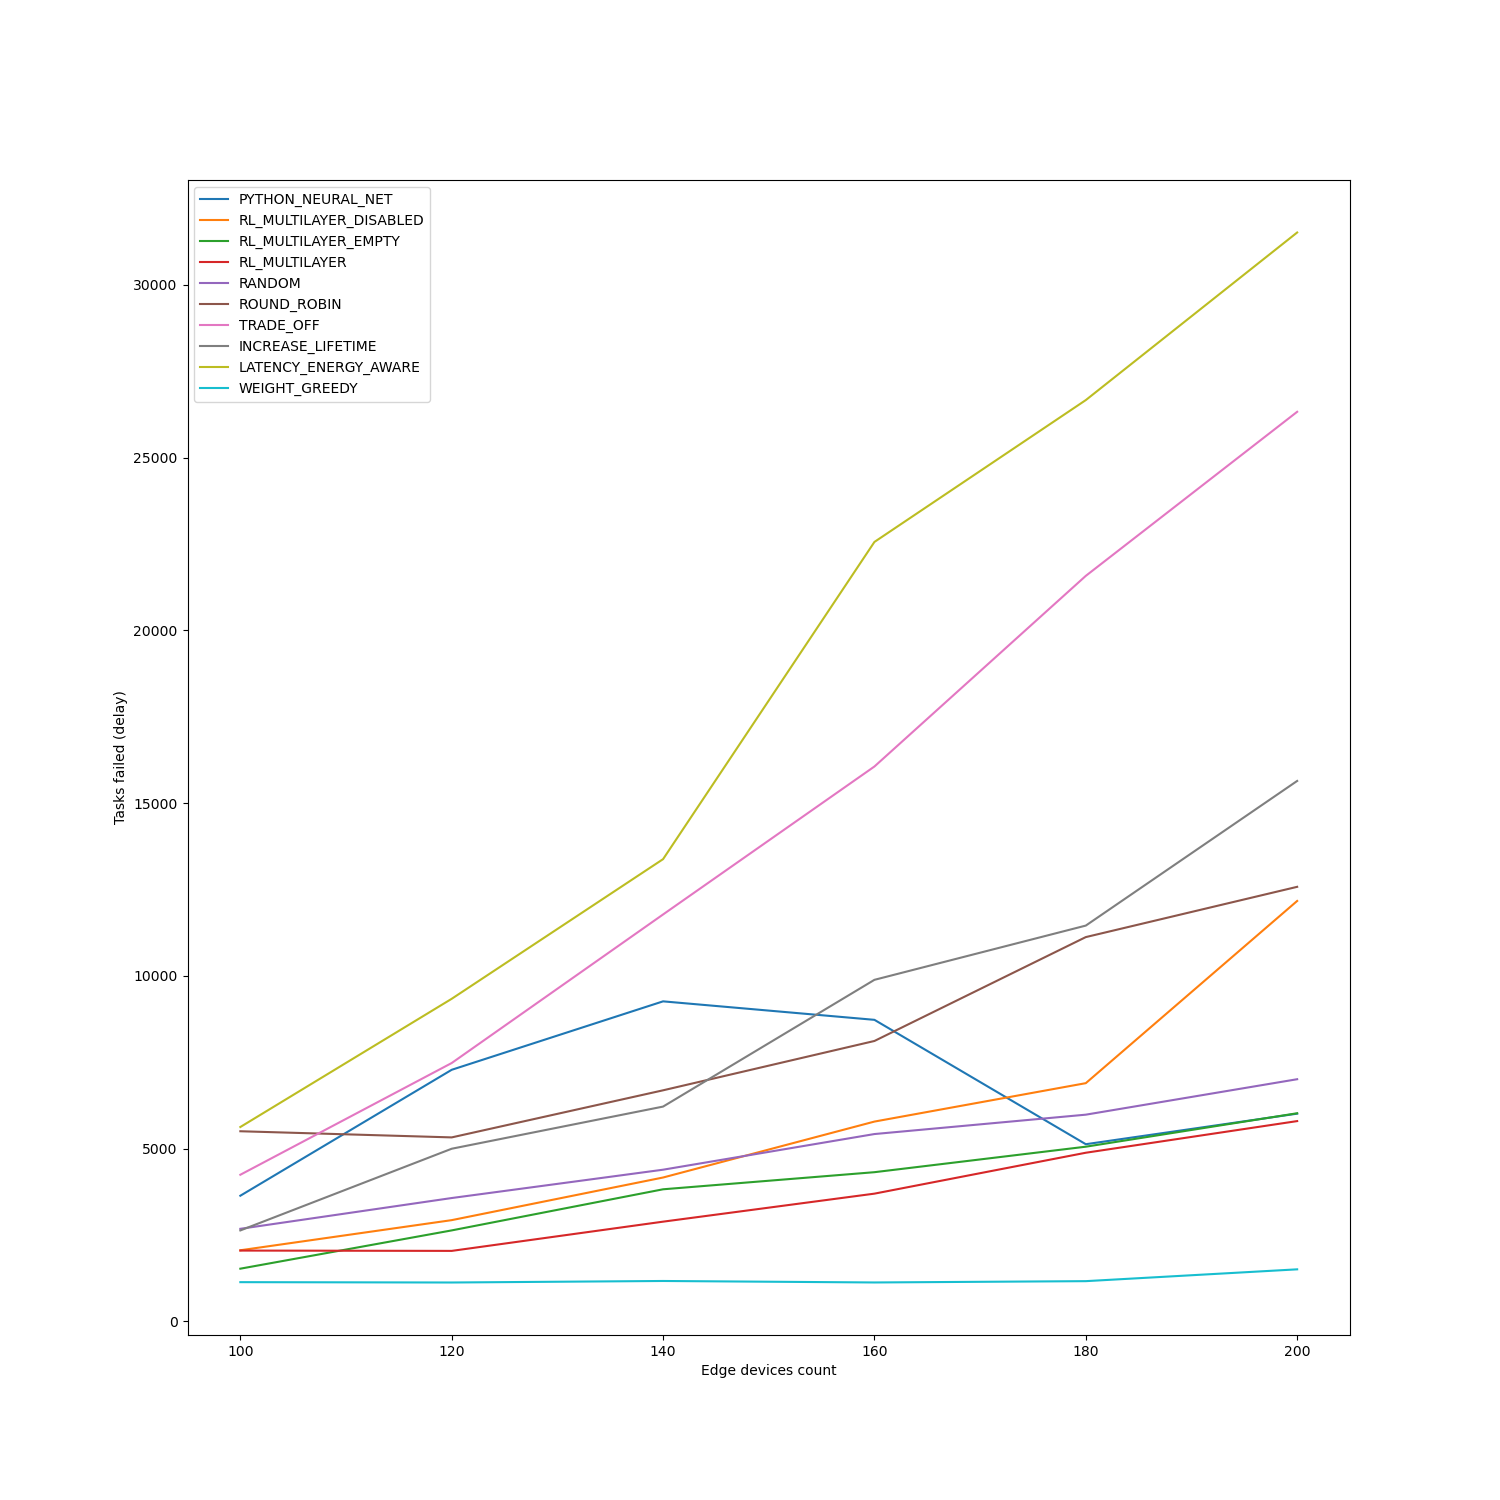 PYTHON_NEURAL_NET
RL_MULTILAYER_DISABLED
RL_MULTILAYER_EMPTY
RL_MULTILAYER
RANDOM
ROUND_ROBIN
TRADE_OFF
INCREASE_LIFETIME
LATENCY_ENERGY_AWARE
WEIGHT_GREEDY
30000
25000
20000
15000
10000
5000
0
Tasks failed (delay)
100 120 140 160 180 200
Edge devices count